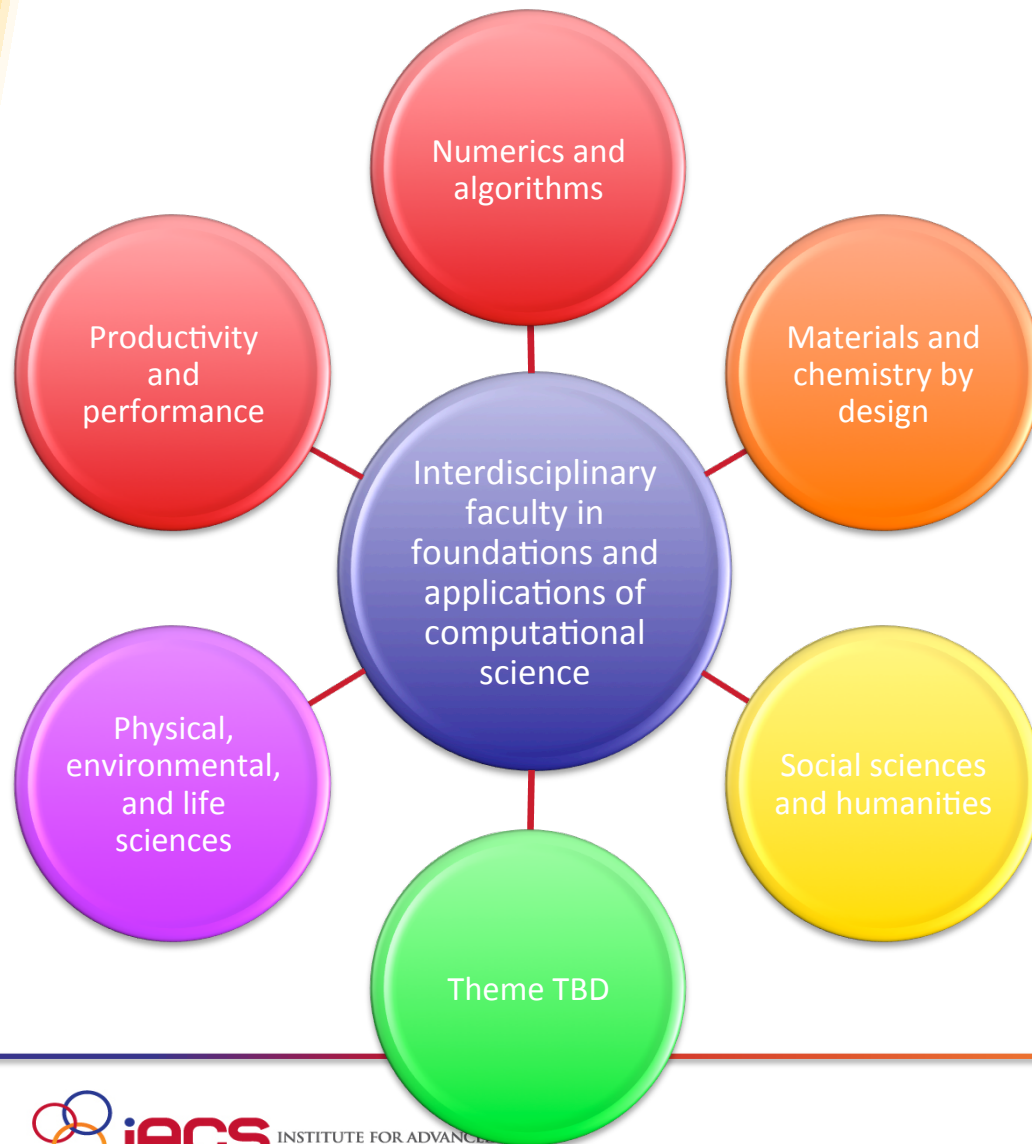 Numerics and
algorithms
Productivity
and
performance
Materials and
chemistry by
design
Interdisciplinary
faculty in
foundations and
applications of
computational
science
Physical,
environmental,
and life
sciences
Social sciences
and humanities
Theme TBD
iacs INSTITUTE FOR